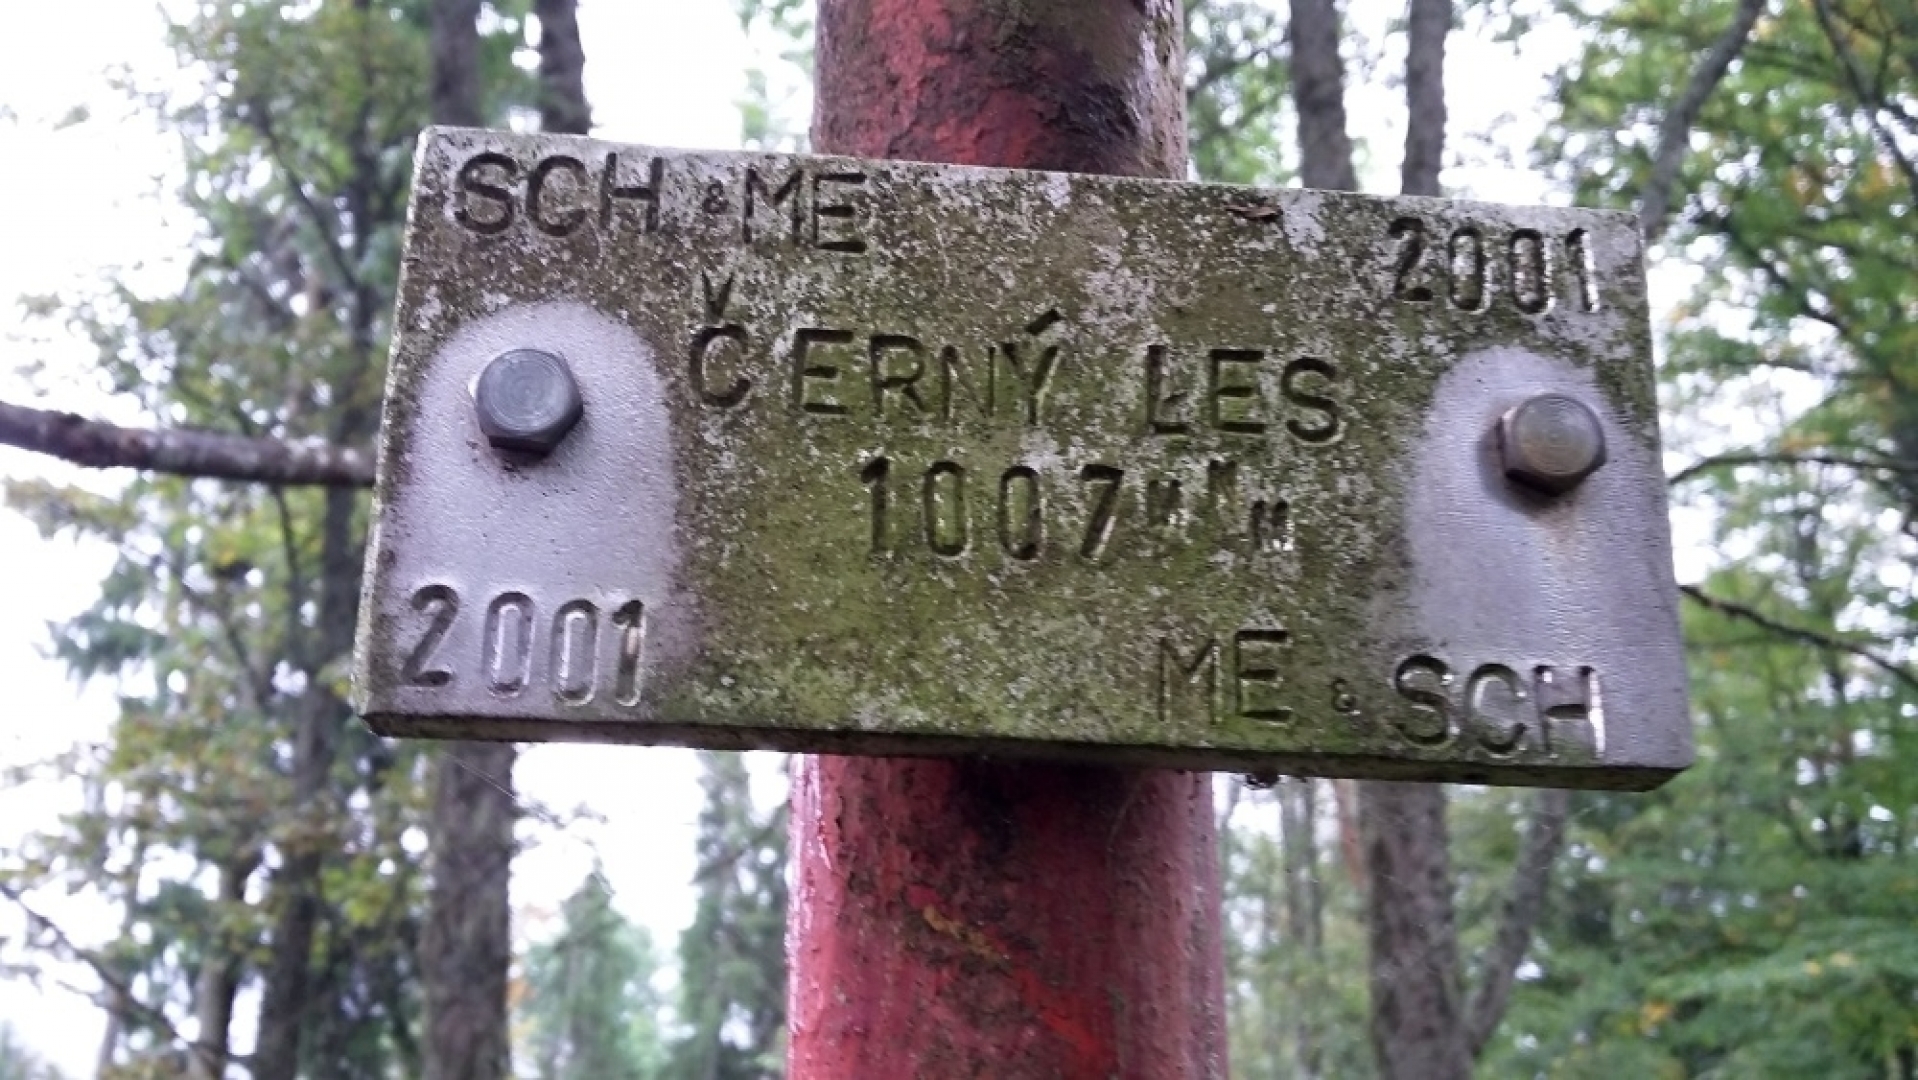 SCH & ME
2001
ČERNÝ LES
1007 M N M
2001
ME & SCH